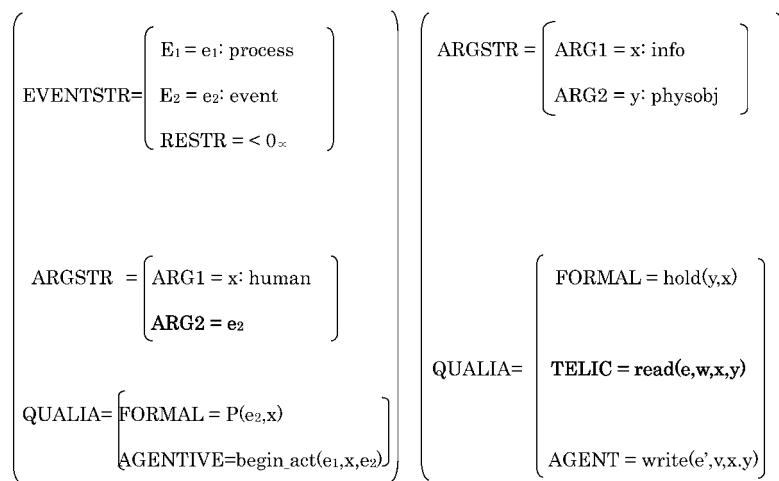 E₁ = e₁: process
EVENTSTR= E₂ = e₂: event
RESTR = < 0∝
ARGSTR = ARG1 = x: human
ARG2 = e₂
QUALIA= FORMAL = P(e₂,x)
AGENTIVE=begin_act(e₁,x,e₂)
ARGSTR = ARG1 = x: info
ARG2 = y: physobj
FORMAL = hold(y,x)
QUALIA= TELIC = read(e,w,x,y)
AGENT = write(e',v,x.y)